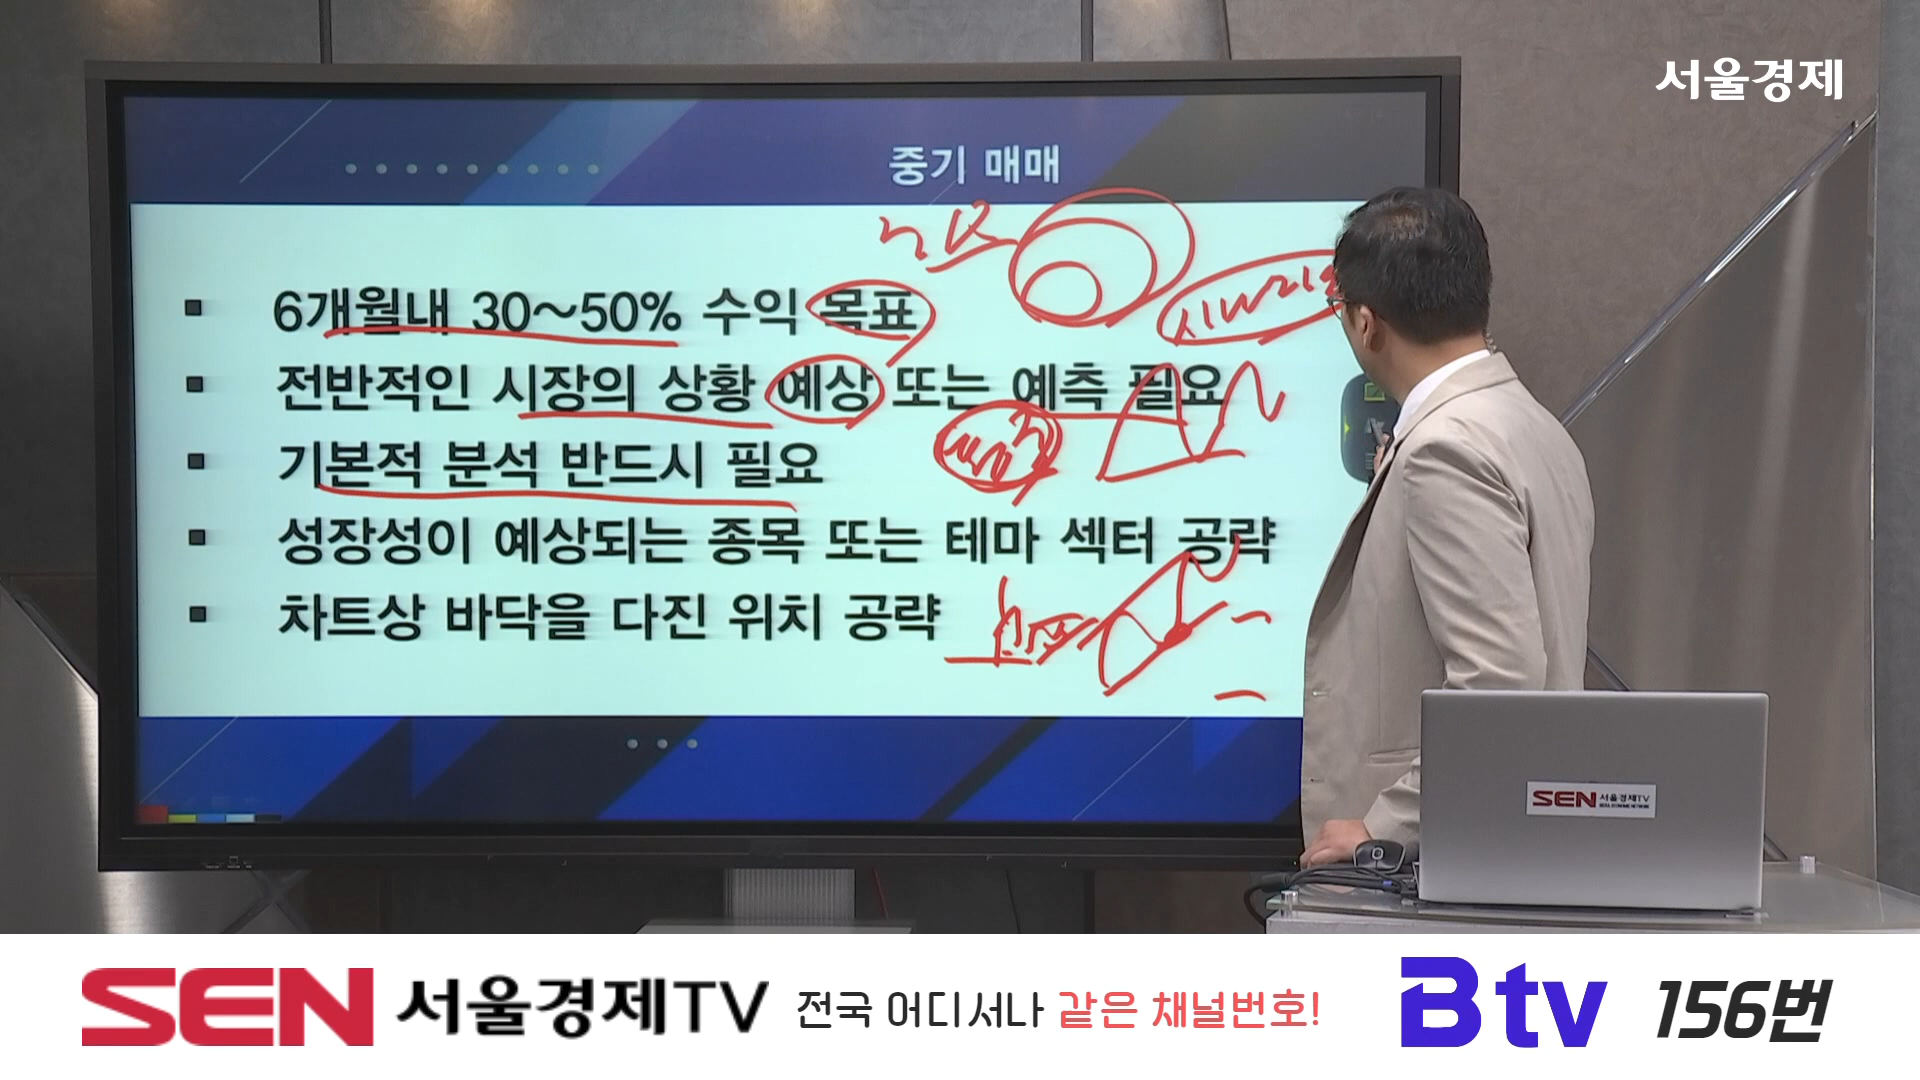 서울경제
중기 매매
6개월내 30~50% 수익 목표
전반적인 시장의 상황 예상 또는 예측 필요
기본적 분석 반드시 필요
성장성이 예상되는 종목 또는 테마 섹터 공략
차트상 바닥을 다진 위치 공략
SEN 서울경제TV
SEN 서울경제TV 전국 어디서나 같은 채널번호! B tv 156번